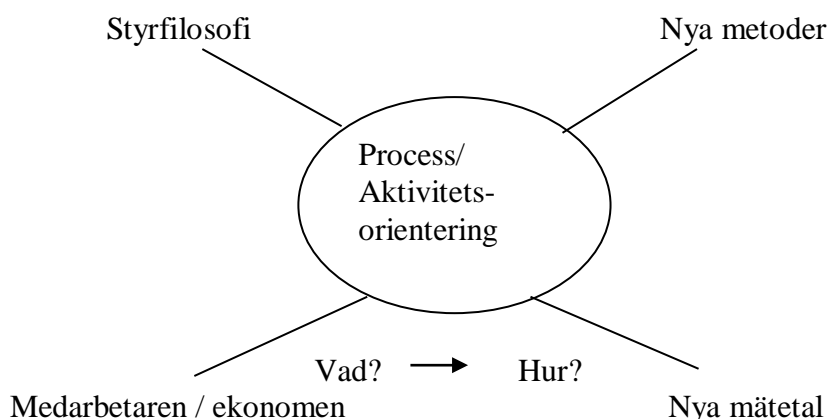 Styrfilosofi Nya metoder
Process/
Aktivitets-
orientering
Vad? Hur?
Medarbetaren / ekonomen Nya mätetal